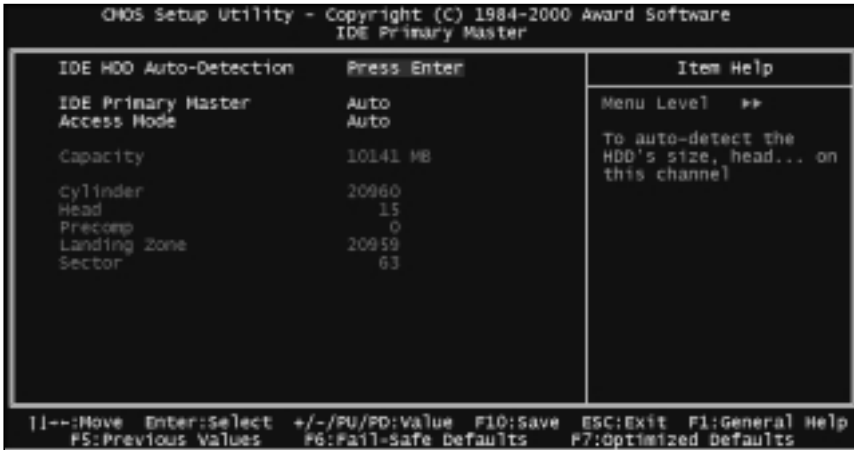 CMOS Setup Utility - Copyright (C) 1984-2000 Award Software
IDE Primary Master
IDE HDD Auto-Detection Press Enter
IDE Primary Master Auto
Access Mode Auto
Capacity 10141 MB
Cylinder 20960
Head 15
Precomp 0
Landing Zone 20959
Sector 63
Item Help
Menu Level ►►
To auto-detect the
HDD's size, head... on
this channel
↑↓→←:Move Enter:Select +/-/PU/PD:Value F10:Save ESC:Exit F1:General Help
F5:Previous Values F6:Fail-Safe Defaults F7:Optimized Defaults